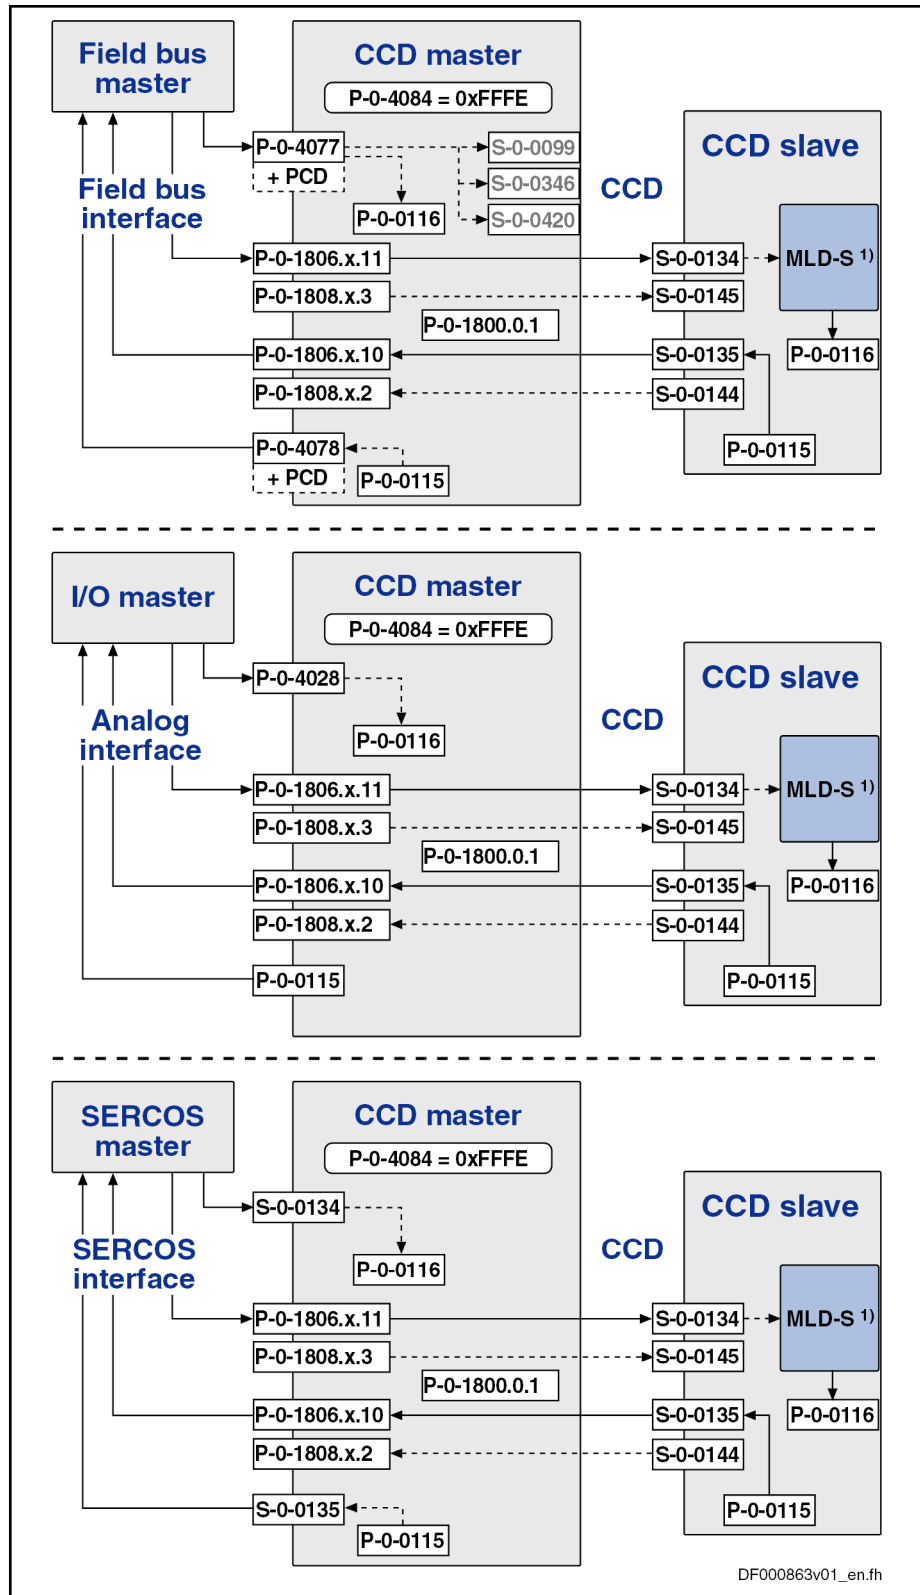 Field bus
master
CCD master
P-0-4084 = 0xFFFE
P-0-4077
+ PCD
S-0-0099
S-0-0346
S-0-0420
P-0-0116
CCD
CCD slave
Field bus
interface
P-0-1806.x.11
S-0-0134
MLD-S 1)
P-0-1808.x.3
S-0-0145
P-0-1800.0.1
P-0-1806.x.10
S-0-0135
P-0-0116
P-0-1808.x.2
S-0-0144
P-0-4078
+ PCD
P-0-0115
P-0-0115
I/O master
CCD master
P-0-4084 = 0xFFFE
P-0-4028
P-0-0116
CCD
CCD slave
Analog
interface
P-0-1806.x.11
S-0-0134
MLD-S 1)
P-0-1808.x.3
S-0-0145
P-0-1800.0.1
P-0-1806.x.10
S-0-0135
P-0-0116
P-0-1808.x.2
S-0-0144
P-0-0115
P-0-0115
SERCOS
master
CCD master
P-0-4084 = 0xFFFE
S-0-0134
P-0-0116
CCD
CCD slave
SERCOS
interface
P-0-1806.x.11
S-0-0134
MLD-S 1)
P-0-1808.x.3
S-0-0145
P-0-1800.0.1
P-0-1806.x.10
S-0-0135
P-0-0116
P-0-1808.x.2
S-0-0144
S-0-0135
P-0-0115
P-0-0115
DF000863v01_en.fh